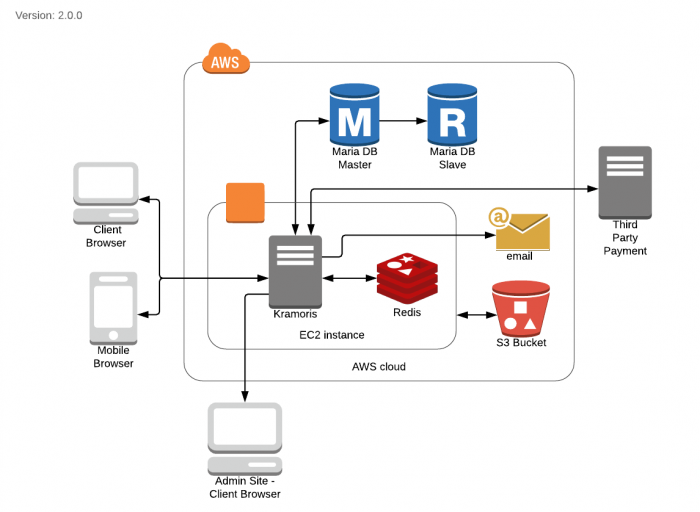 Version: 2.0.0
AWS
M
R
Maria DB
Master
Maria DB
Slave
Client
Browser
Third
Party
Payment
@
email
Kramoris
Redis
EC2 instance
S3 Bucket
Mobile
Browser
AWS cloud
Admin Site -
Client Browser